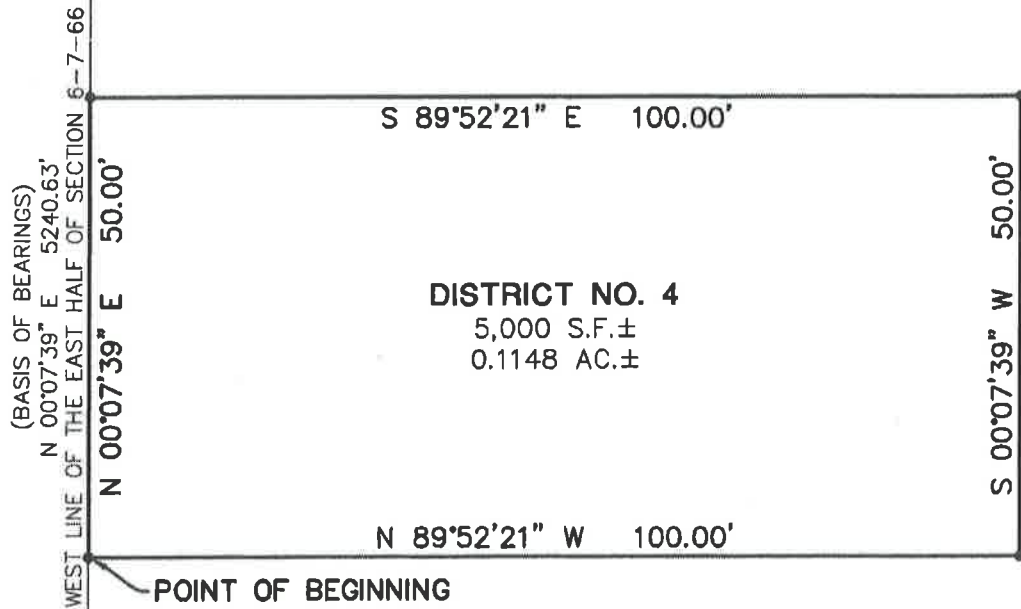 (BASIS OF BEARINGS)
N 00°07'39" E 5240.63'
WEST LINE OF THE EAST HALF OF SECTION 6-7-66
N 00°07'39" E 50.00'
S 89°52'21" E 100.00'
DISTRICT NO. 4
5,000 S.F.±
0.1148 AC.±
S 00°07'39" W 50.00'
N 89°52'21" W 100.00'
POINT OF BEGINNING